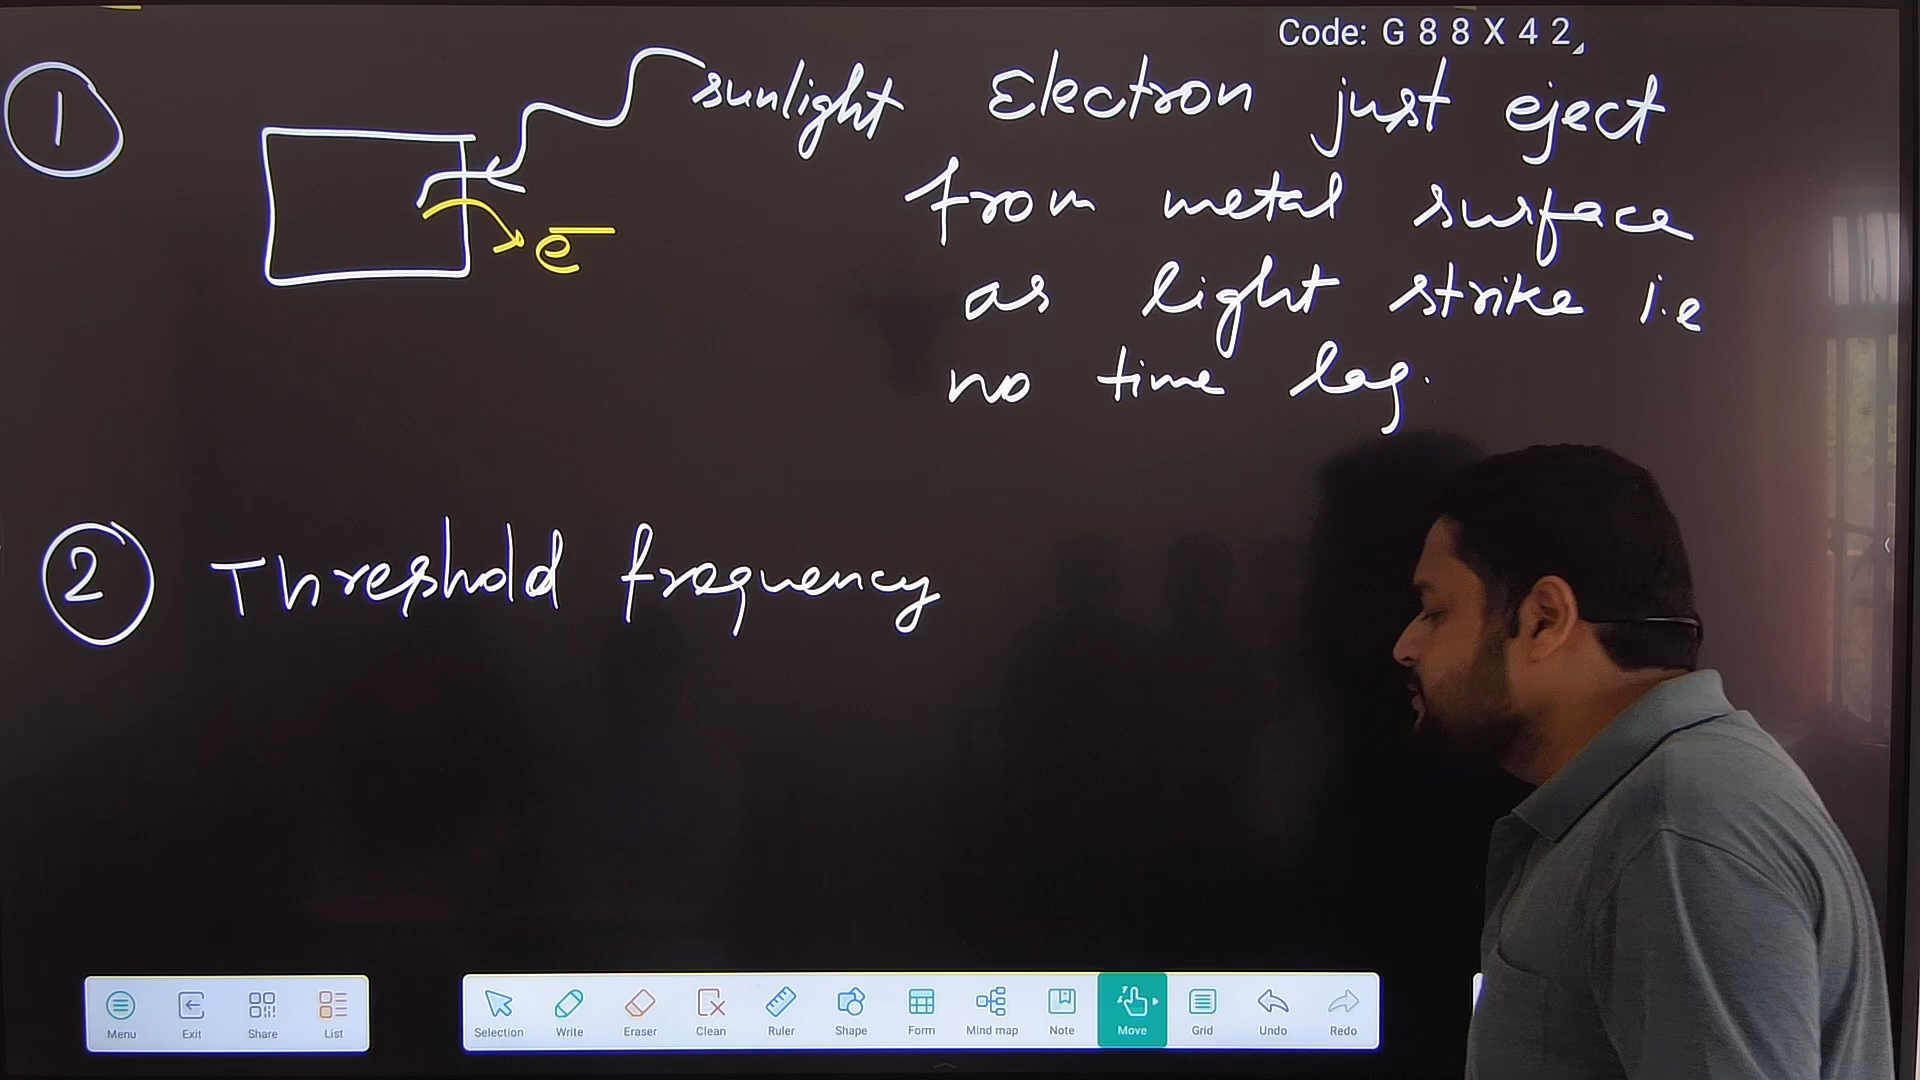 Code: G 8 8 X 4 2
1
sunlight
Electron just eject
from metal surface
as light strike i.e
no time lag.
e⁻
2 Threshold frequency
Menu Exit Share List
Selection Write Eraser Clean Ruler Shape Form Mind map Note Move Grid Undo Redo